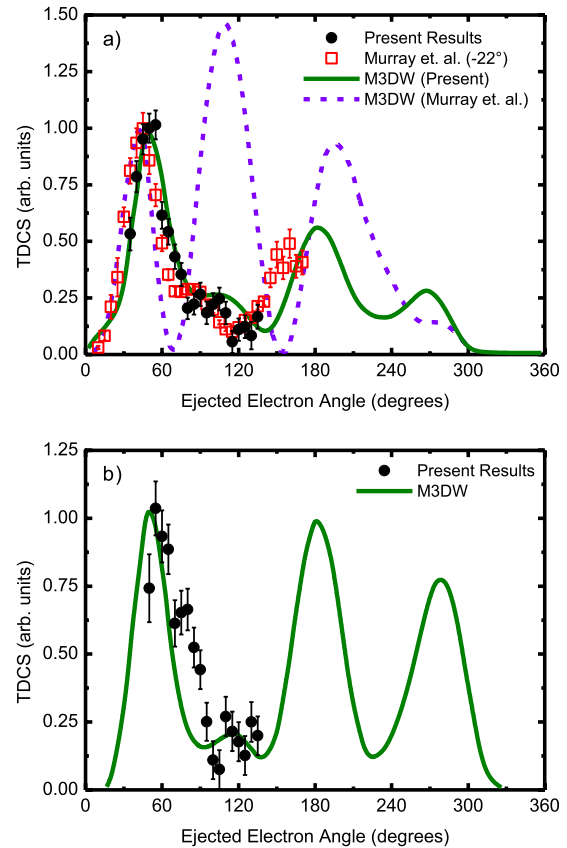 a)
Present Results
Murray et. al. (-22°)
M3DW (Present)
M3DW (Murray et. al.)
TDCS (arb. units)
1.50
1.25
1.00
0.75
0.50
0.25
0.00
0 60 120 180 240 300 360
Ejected Electron Angle (degrees)
b)
Present Results
M3DW
TDCS (arb. units)
1.25
1.00
0.75
0.50
0.25
0.00
0 60 120 180 240 300 360
Ejected Electron Angle (degrees)